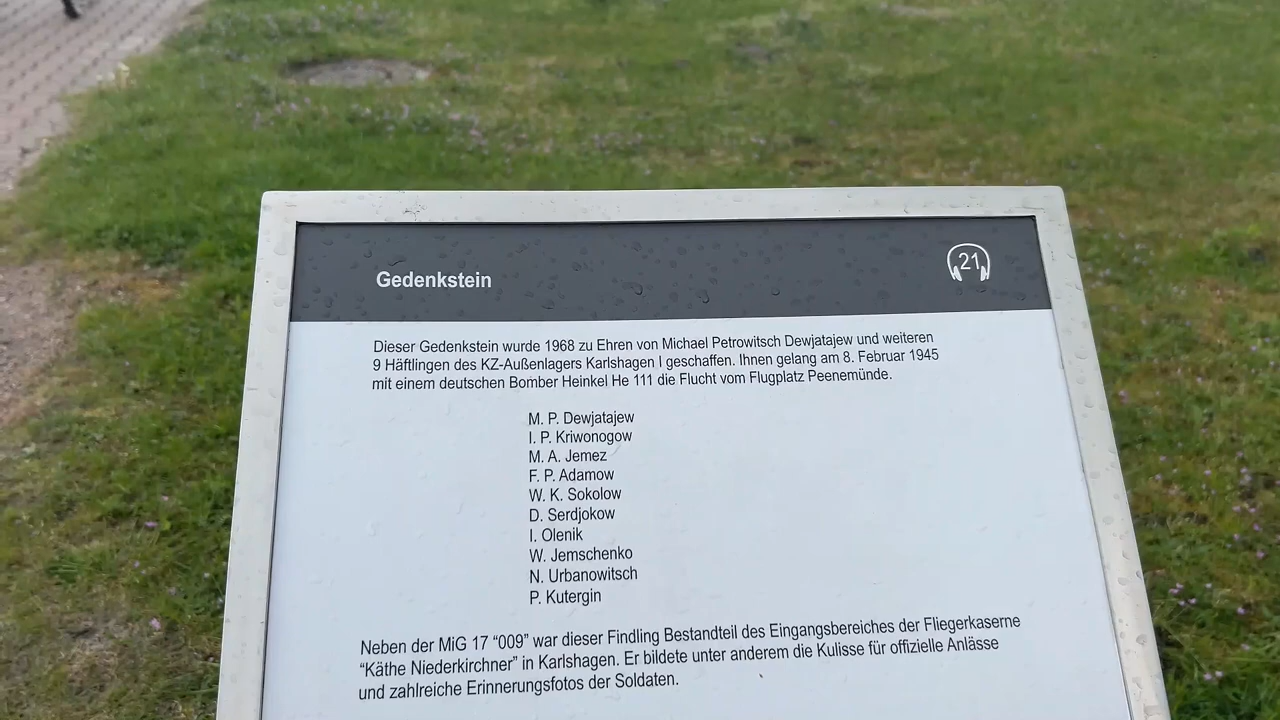 Gedenkstein
21
Dieser Gedenkstein wurde 1968 zu Ehren von Michael Petrowitsch Dewjatajew und weiteren
9 Häftlingen des KZ-Außenlagers Karlshagen I geschaffen. Ihnen gelang am 8. Februar 1945
mit einem deutschen Bomber Heinkel He 111 die Flucht vom Flugplatz Peenemünde.
M. P. Dewjatajew
I. P. Kriwonogow
M. A. Jemez
F. P. Adamow
W. K. Sokolow
D. Serdjokow
I. Olenik
W. Jemschenko
N. Urbanowitsch
P. Kutergin
Neben der MiG 17 “009” war dieser Findling Bestandteil des Eingangsbereiches der Fliegerkaserne
“Käthe Niederkirchner” in Karlshagen. Er bildete unter anderem die Kulisse für offizielle Anlässe
und zahlreiche Erinnerungsfotos der Soldaten.